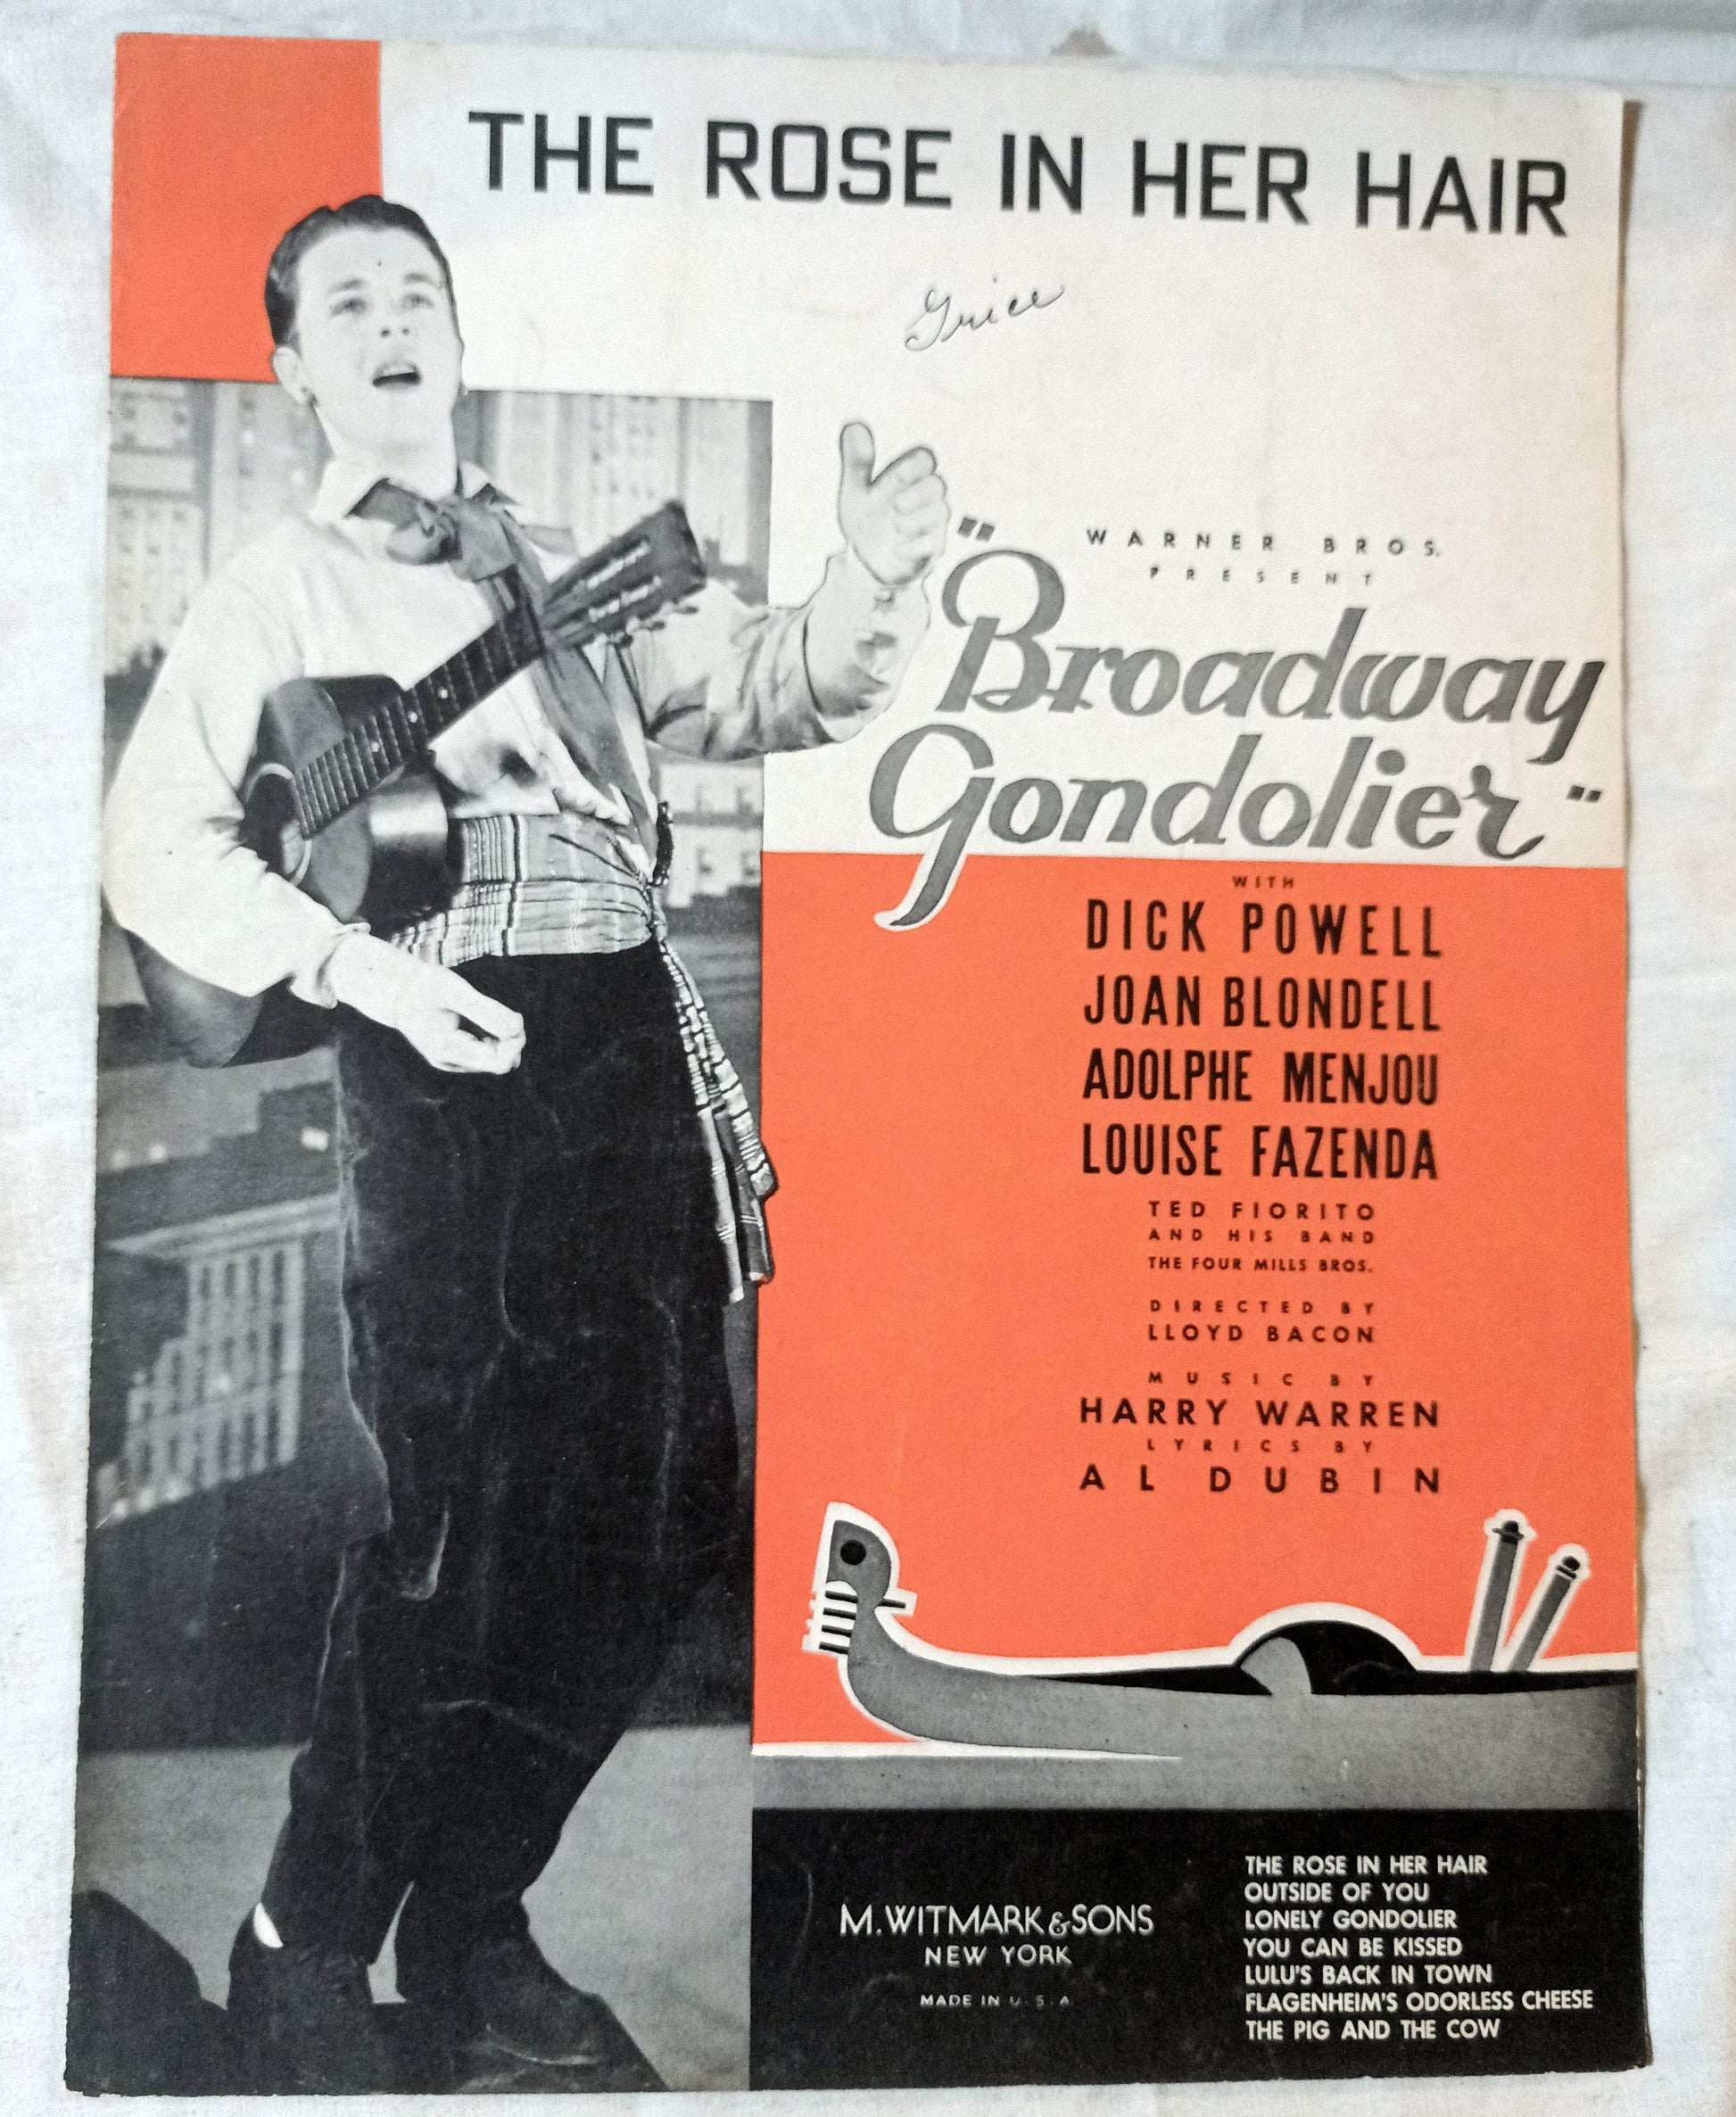 THE ROSE IN HER HAIR
Grice
WARNER BROS.
PRESENT
"Broadway
Gondolier"
WITH
DICK POWELL
JOAN BLONDELL
ADOLPHE MENJOU
LOUISE FAZENDA
TED FIORITO
AND HIS BAND
THE FOUR MILLS BROS.
DIRECTED BY
LLOYD BACON
MUSIC BY
HARRY WARREN
LYRICS BY
AL DUBIN
M. WITMARK & SONS
NEW YORK
MADE IN U.S.A
THE ROSE IN HER HAIR
OUTSIDE OF YOU
LONELY GONDOLIER
YOU CAN BE KISSED
LULU'S BACK IN TOWN
FLAGENHEIM'S ODORLESS CHEESE
THE PIG AND THE COW